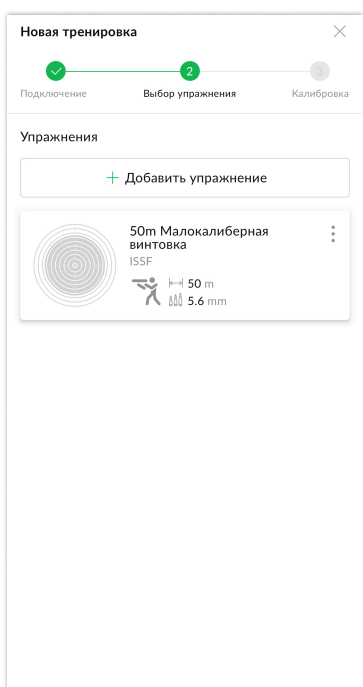 Новая тренировка
2
3
Подключение
Выбор упражнения
Калибровка
Упражнения
Добавить упражнение
50m Малокалиберная
винтовка
ISSF
50 m
5.6 mm